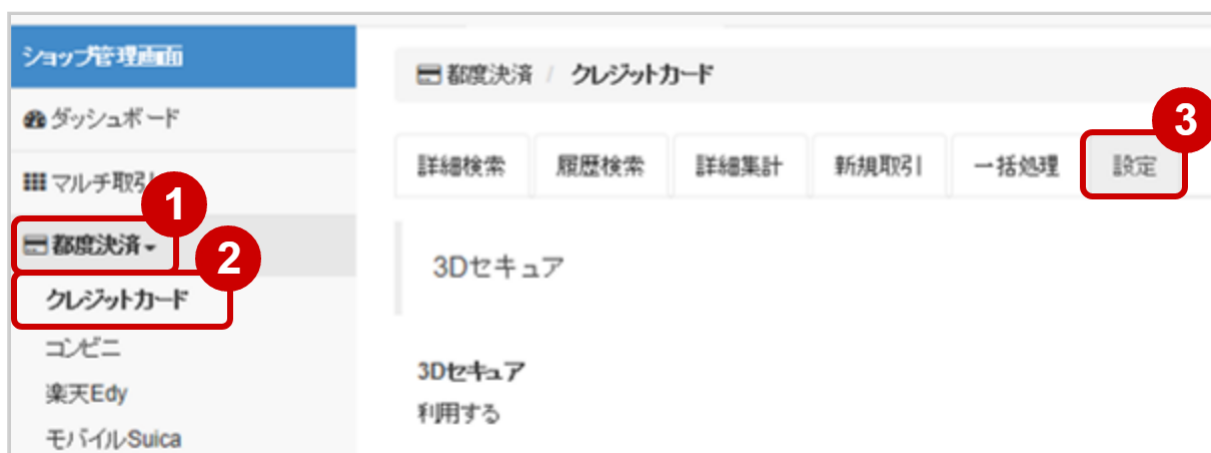 ショップ管理画面
ダッシュボード
マルチ取引
1
都度決済
2
クレジットカード
コンビニ
楽天Edy
モバイルSuica
都度決済 / クレジットカード
3
詳細検索 履歴検索 詳細集計 新規取引 一括処理 設定
3Dセキュア
3Dセキュア
利用する